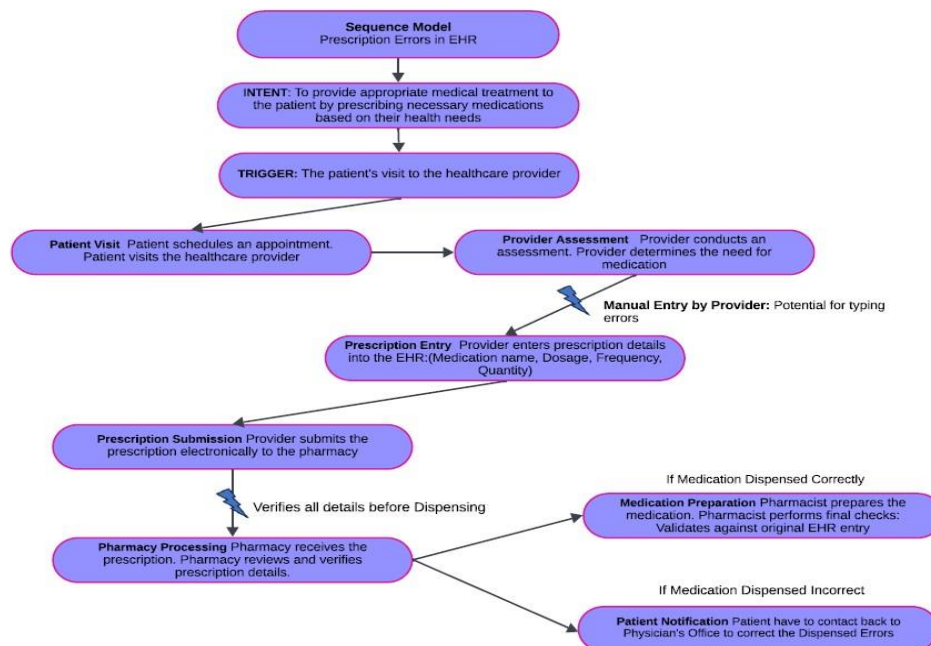 Sequence Model
Prescription Errors in EHR
INTENT: To provide appropriate medical treatment to
the patient by prescribing necessary medications
based on their health needs
TRIGGER: The patient's visit to the healthcare provider
Patient Visit Patient schedules an appointment.
Patient visits the healthcare provider
Provider Assessment Provider conducts an
assessment. Provider determines the need for
medication
Manual Entry by Provider: Potential for typing
errors
Prescription Entry Provider enters prescription details
into the EHR:(Medication name, Dosage, Frequency,
Quantity)
Prescription Submission Provider submits the
prescription electronically to the pharmacy
Verifies all details before Dispensing
Pharmacy Processing Pharmacy receives the
prescription. Pharmacy reviews and verifies
prescription details.
If Medication Dispensed Correctly
Medication Preparation Pharmacist prepares the
medication. Pharmacist performs final checks:
Validates against original EHR entry
If Medication Dispensed Incorrect
Patient Notification Patient have to contact back to
Physician's Office to correct the Dispensed Errors